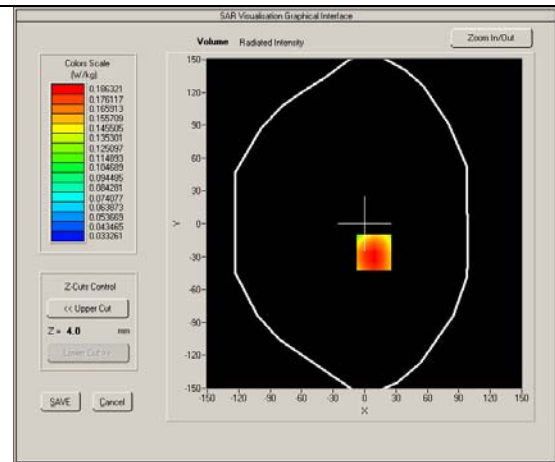 SAR Visualisation Graphical Interface
Volume Radiated Intensity
Zoom In/Out
Colors Scale
(W/kg)
0.186321
0.176117
0.165913
0.155709
0.145505
0.135301
0.125097
0.114893
0.104689
0.094485
0.084281
0.074077
0.063873
0.053669
0.043465
0.033261
Z-Cuts Control
<< Upper Cut
Z = 4.0 mm
Lower Cut >>
SAVE Cancel
150
120
90
60
30
0
-30
-60
-90
-120
-150
Y
-150 -120 -90 -60 -30 0 30 60 90 120 150
X